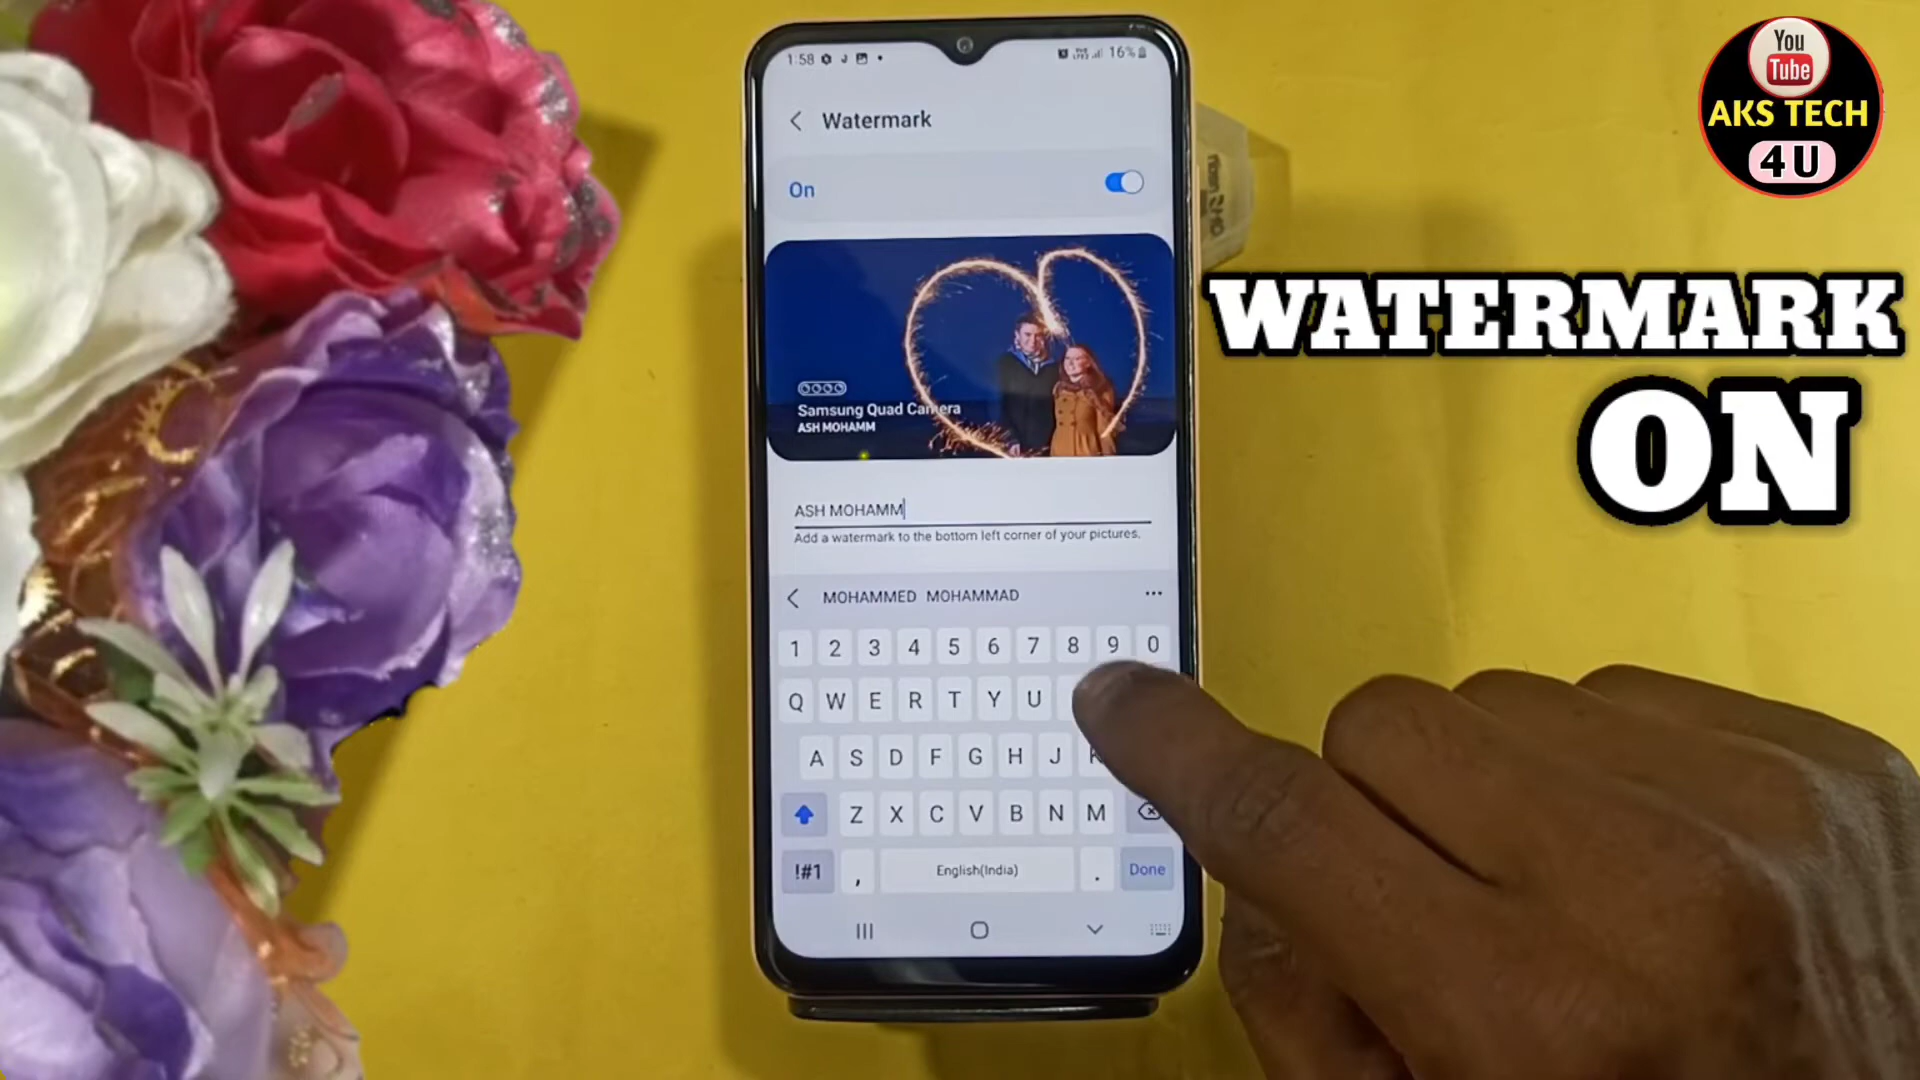 You
Tube
AKS TECH
4U
WATERMARK
ON
1:58
16%
Watermark
On
Samsung Quad Camera
ASH MOHAMM
ASH MOHAMM
Add a watermark to the bottom left corner of your pictures.
MOHAMMED MOHAMMAD
1 2 3 4 5 6 7 8 9 0
Q W E R T Y U
A S D F G H J K
Z X C V B N M
!#1 , English(India) . Done